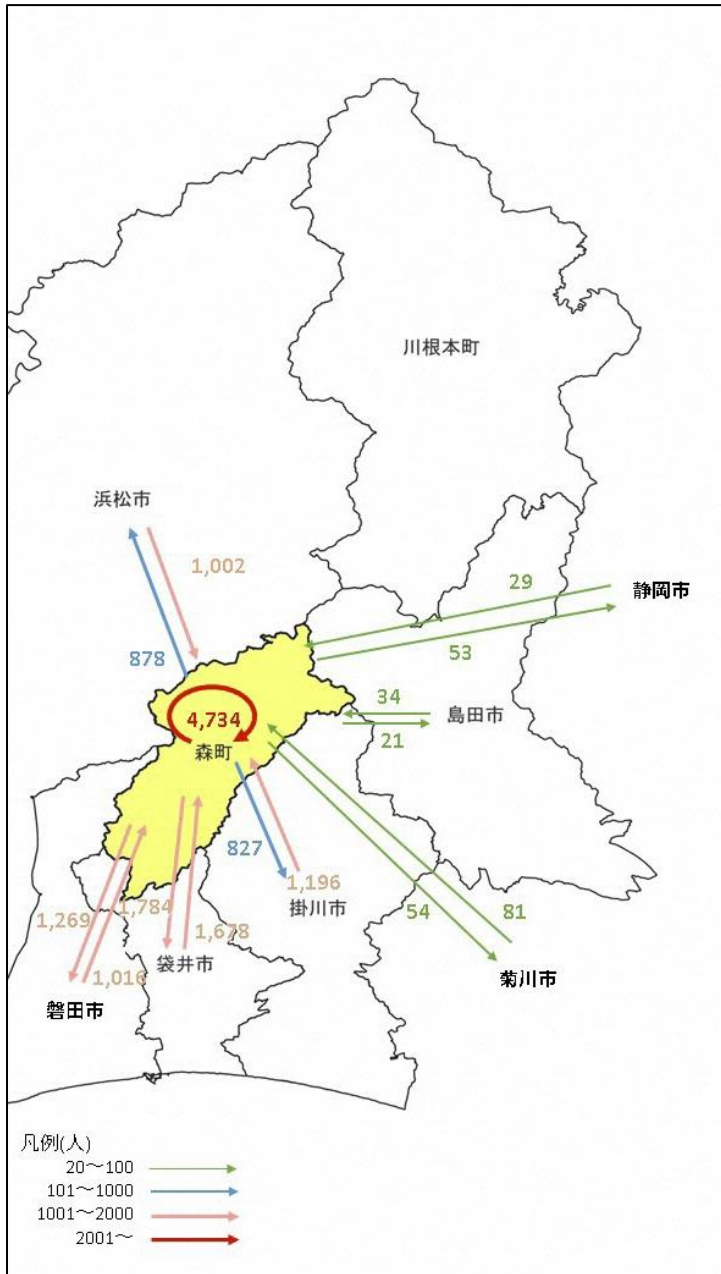 川根本町
浜松市
1,002
29
静岡市
53
878
34
4,734
島田市
21
森町
827
1,196
掛川市
54
81
1,269
1,784
1,678
1,016
袋井市
菊川市
磐田市
凡例(人)
20～100
101～1000
1001～2000
2001～